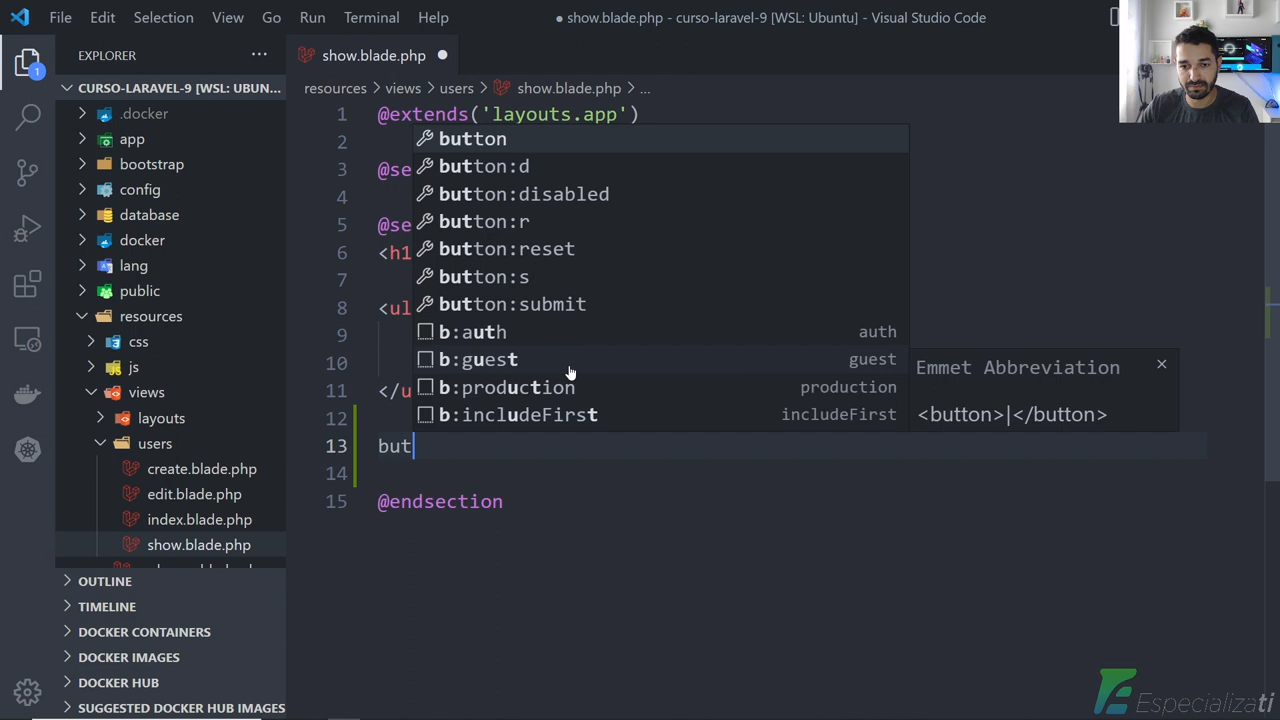 File Edit Selection View Go Run Terminal Help
● show.blade.php - curso-laravel-9 [WSL: Ubuntu] - Visual Studio Code
EXPLORER
1
CURSO-LARAVEL-9 [WSL: UBUN...
.docker
app
bootstrap
config
database
docker
lang
public
resources
css
js
views
layouts
users
create.blade.php
edit.blade.php
index.blade.php
show.blade.php
OUTLINE
TIMELINE
DOCKER CONTAINERS
DOCKER IMAGES
DOCKER HUB
SUGGESTED DOCKER HUB IMAGES
show.blade.php ●
resources > views > users > show.blade.php > ...
1 @extends('layouts.app')
2
3 @se
4
5 @se
6 <h1
7
8 <ul
9
10
11 </u
12
13 but
14
15 @endsection
button
button:d
button:disabled
button:r
button:reset
button:s
button:submit
b:auth auth
b:guest guest
b:production production
b:includeFirst includeFirst
Emmet Abbreviation
<button>|</button>
Especializati